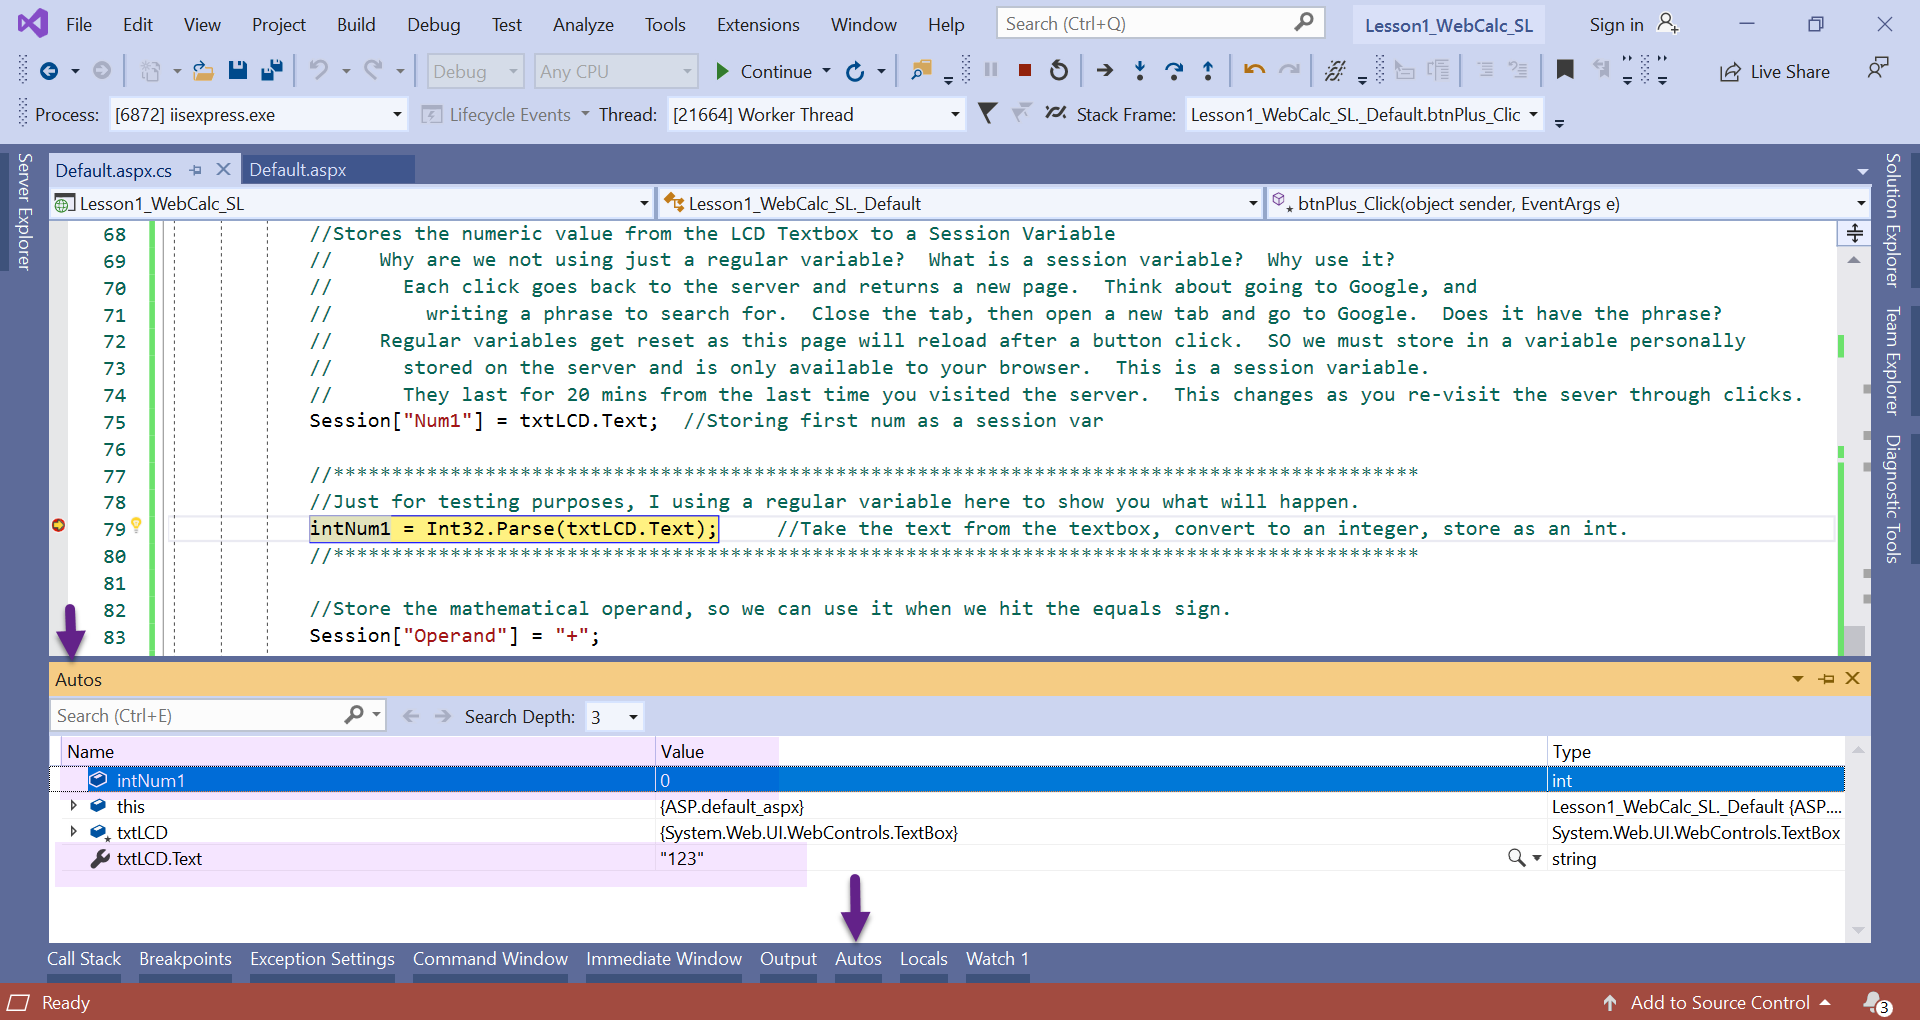 File Edit View Project Build Debug Test Analyze Tools Extensions Window Help Search (Ctrl+Q) Lesson1_WebCalc_SL Sign in
Debug Any CPU Continue Live Share
Process: [6872] iisexpress.exe Lifecycle Events Thread: [21664] Worker Thread Stack Frame: Lesson1_WebCalc_SL._Default.btnPlus_Clic
Server Explorer
Default.aspx.cs Default.aspx
Lesson1_WebCalc_SL Lesson1_WebCalc_SL._Default btnPlus_Click(object sender, EventArgs e)
68 //Stores the numeric value from the LCD Textbox to a Session Variable
69 // Why are we not using just a regular variable? What is a session variable? Why use it?
70 // Each click goes back to the server and returns a new page. Think about going to Google, and
71 // writing a phrase to search for. Close the tab, then open a new tab and go to Google. Does it have the phrase?
72 // Regular variables get reset as this page will reload after a button click. SO we must store in a variable personally
73 // stored on the server and is only available to your browser. This is a session variable.
74 // They last for 20 mins from the last time you visited the server. This changes as you re-visit the sever through clicks.
75 Session["Num1"] = txtLCD.Text; //Storing first num as a session var
76
77 //*********************************************************************************************
78 //Just for testing purposes, I using a regular variable here to show you what will happen.
79 intNum1 = Int32.Parse(txtLCD.Text); //Take the text from the textbox, convert to an integer, store as an int.
80 //*********************************************************************************************
81
82 //Store the mathematical operand, so we can use it when we hit the equals sign.
83 Session["Operand"] = "+";
Solution Explorer
Team Explorer
Diagnostic Tools
Autos
Search (Ctrl+E) Search Depth: 3
Name Value Type
intNum1 0 int
this {ASP.default_aspx} Lesson1_WebCalc_SL._Default {ASP....
txtLCD {System.Web.UI.WebControls.TextBox} System.Web.UI.WebControls.TextBox
txtLCD.Text "123" string
Call Stack Breakpoints Exception Settings Command Window Immediate Window Output Autos Locals Watch 1
Ready Add to Source Control 3